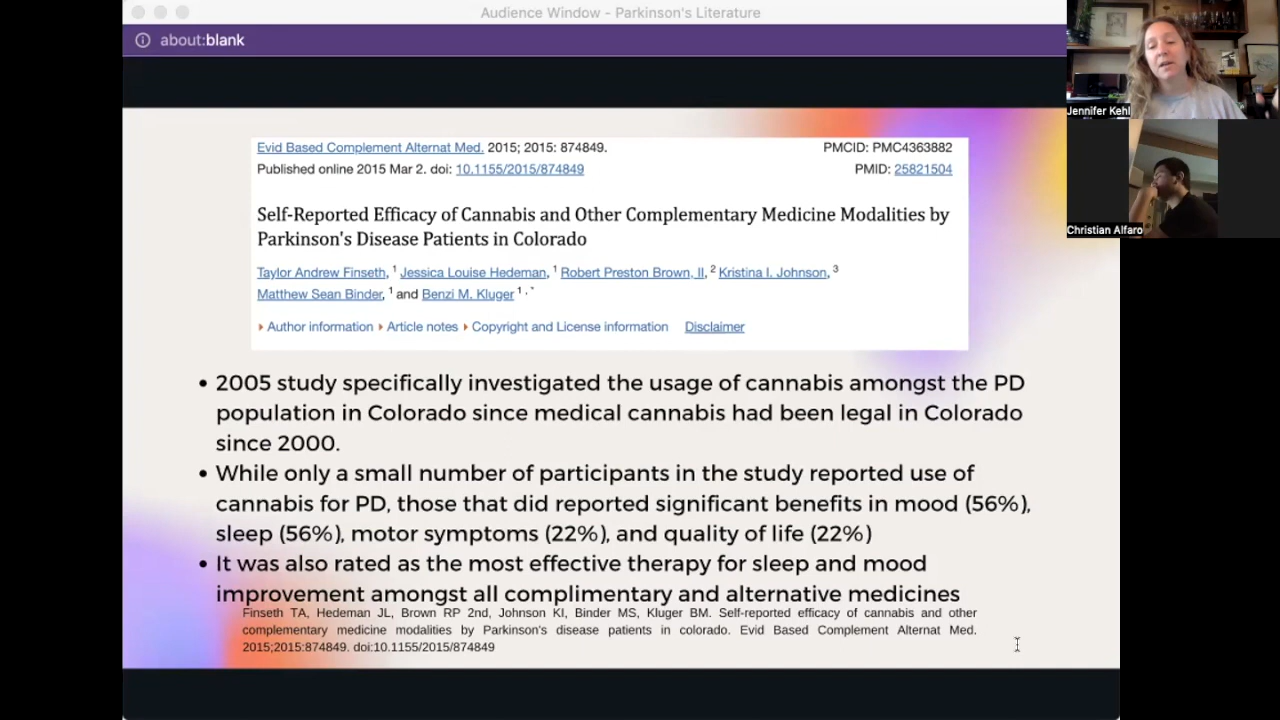 Audience Window - Parkinson's Literature
about:blank
Jennifer Kehl
Christian Alfaro
Evid Based Complement Alternat Med. 2015; 2015: 874849. PMCID: PMC4363882
Published online 2015 Mar 2. doi: 10.1155/2015/874849 PMID: 25821504
Self-Reported Efficacy of Cannabis and Other Complementary Medicine Modalities by
Parkinson's Disease Patients in Colorado
Taylor Andrew Finseth, 1 Jessica Louise Hedeman, 1 Robert Preston Brown, II, 2 Kristina I. Johnson, 3
Matthew Sean Binder, 1 and Benzi M. Kluger 1 , *
Author information Article notes Copyright and License information Disclaimer
• 2005 study specifically investigated the usage of cannabis amongst the PD
population in Colorado since medical cannabis had been legal in Colorado
since 2000.
• While only a small number of participants in the study reported use of
cannabis for PD, those that did reported significant benefits in mood (56%),
sleep (56%), motor symptoms (22%), and quality of life (22%)
• It was also rated as the most effective therapy for sleep and mood
improvement amongst all complimentary and alternative medicines
Finseth TA, Hedeman JL, Brown RP 2nd, Johnson KI, Binder MS, Kluger BM. Self-reported efficacy of cannabis and other
complementary medicine modalities by Parkinson's disease patients in colorado. Evid Based Complement Alternat Med.
2015;2015:874849. doi:10.1155/2015/874849